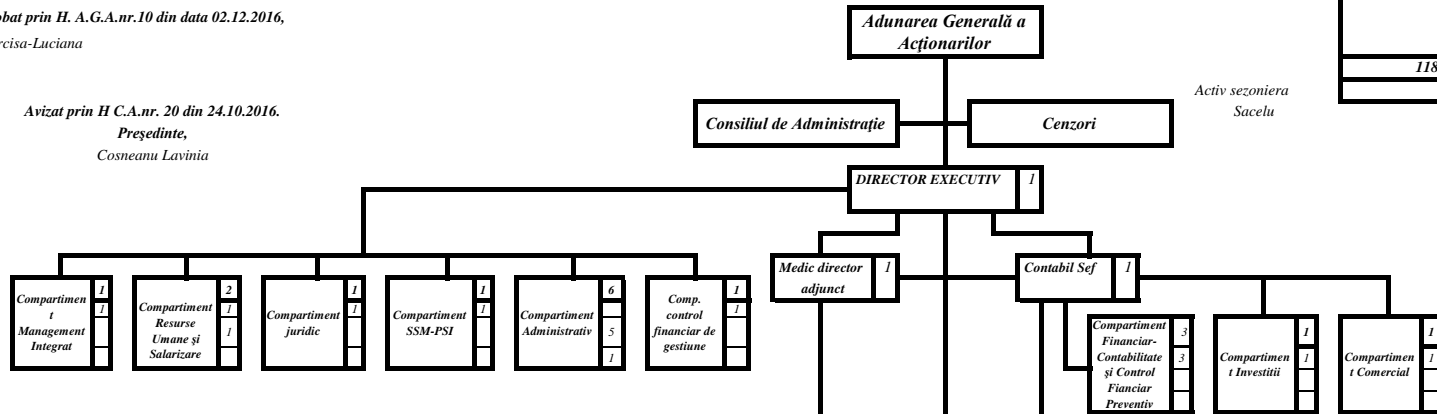 prin H. A.G.A.nr.10 din data 02.12.2016,
Avizat prin H C.A.nr. 20 din 24.10.2016.
Preşedinte,
Cosneanu Lavinia
Adunarea Generală a
Acţionarilor
118
Activ sezoniera
Sacelu
Consiliul de Administraţie
Cenzori
DIRECTOR EXECUTIV 1
Medic director
adjunct
1
Contabil Sef 1
Compartimen
t
Management
Integrat
1
1
Compartiment
Resurse
Umane şi
Salarizare
2
1
1
Compartiment
juridic
1
1
Compartiment
SSM-PSI
1
1
Compartiment
Administrativ
6
5
1
Comp.
control
financiar de
gestiune
1
1
Compartiment
Financiar-
Contabilitate
şi Control
Fianciar
Preventiv
3
3
Compartimen
t Investitii
1
1
Compartimen
t Comercial
1
1